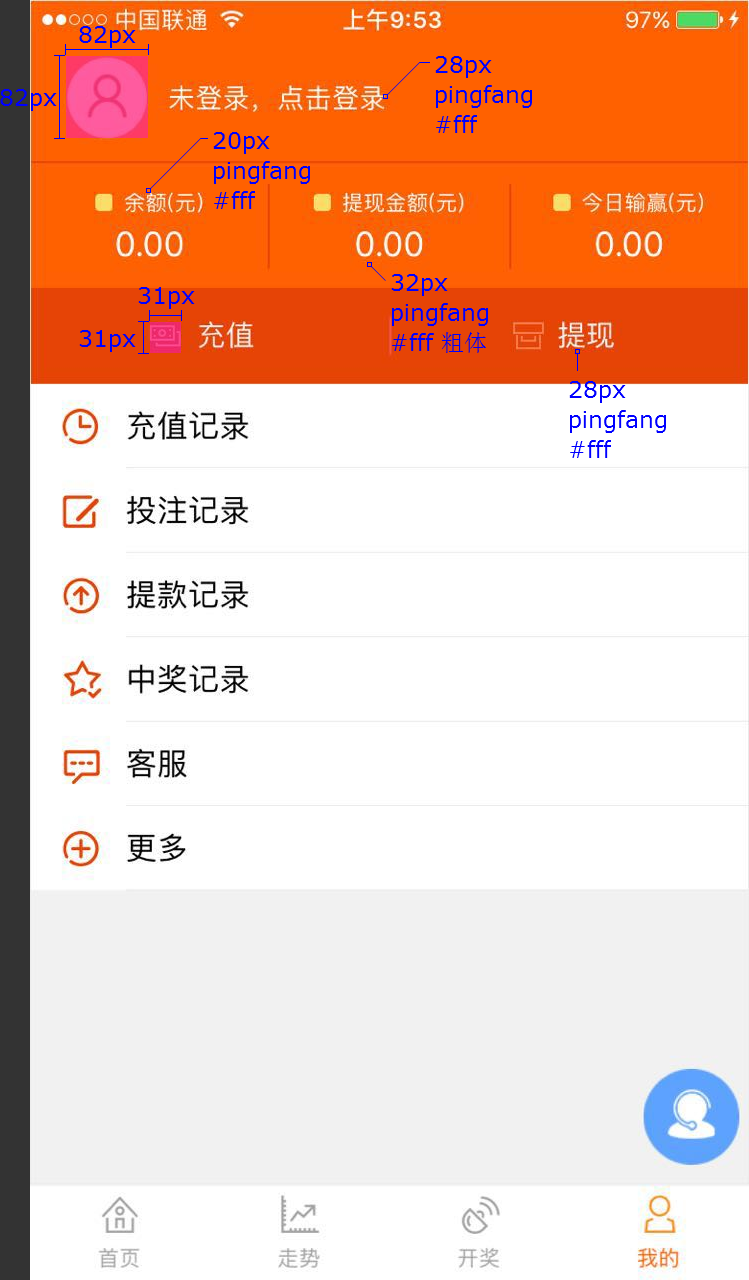 中国联通 上午9:53 97%
82px
82px
未登录，点击登录
28px
pingfang
#fff
20px
pingfang
#fff
余额(元) 提现金额(元) 今日输赢(元)
0.00 0.00 0.00
32px
pingfang
#fff 粗体
31px
31px
充值 提现
28px
pingfang
#fff
充值记录
投注记录
提款记录
中奖记录
客服
更多
首页 走势 开奖 我的